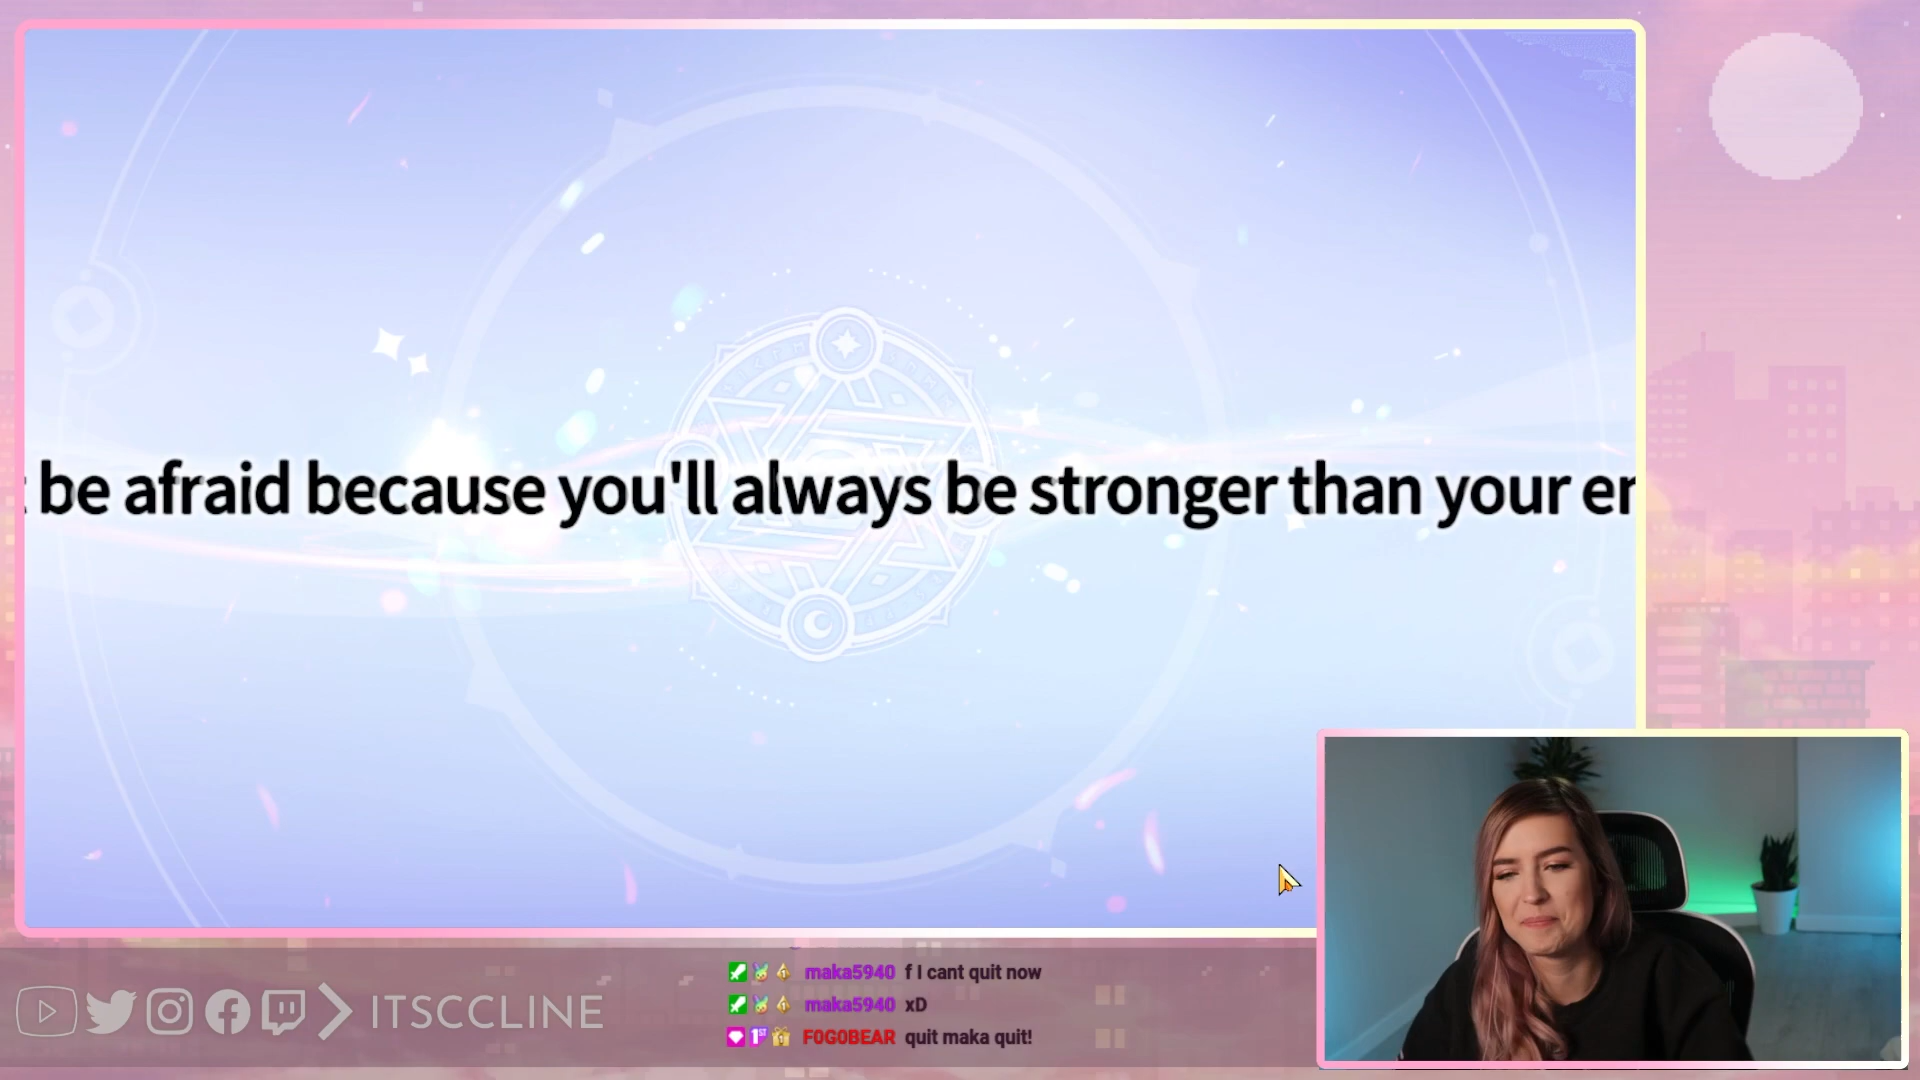 be afraid because you'll always be stronger than your
ITSCCLINE
maka5940 f I cant quit now
maka5940 xD
1ST F0G0BEAR quit maka quit!